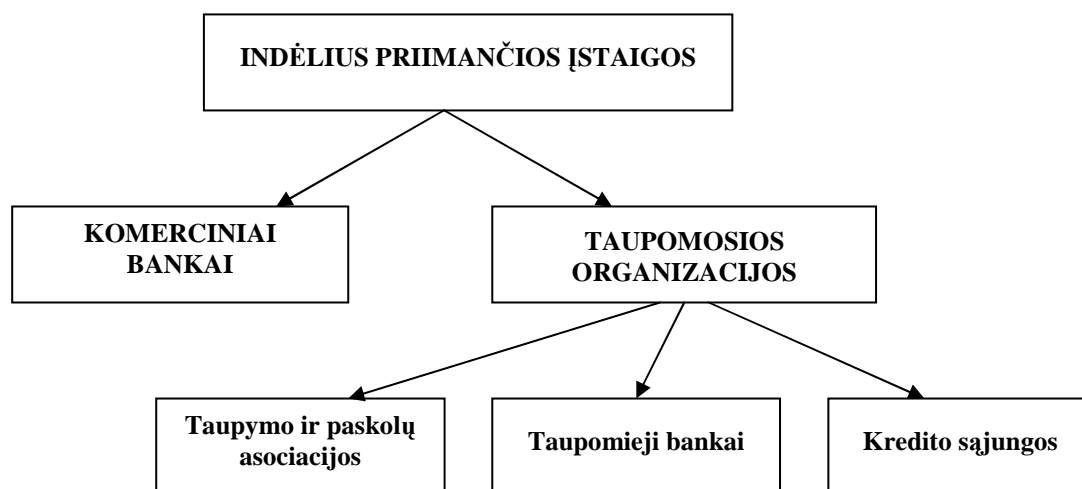 INDĖLIUS PRIIMANČIOS ĮSTAIGOS
KOMERCINIAI
BANKAI
TAUPOMOSIOS
ORGANIZACIJOS
Taupymo ir paskolų
asociacijos
Taupomieji bankai
Kredito sąjungos